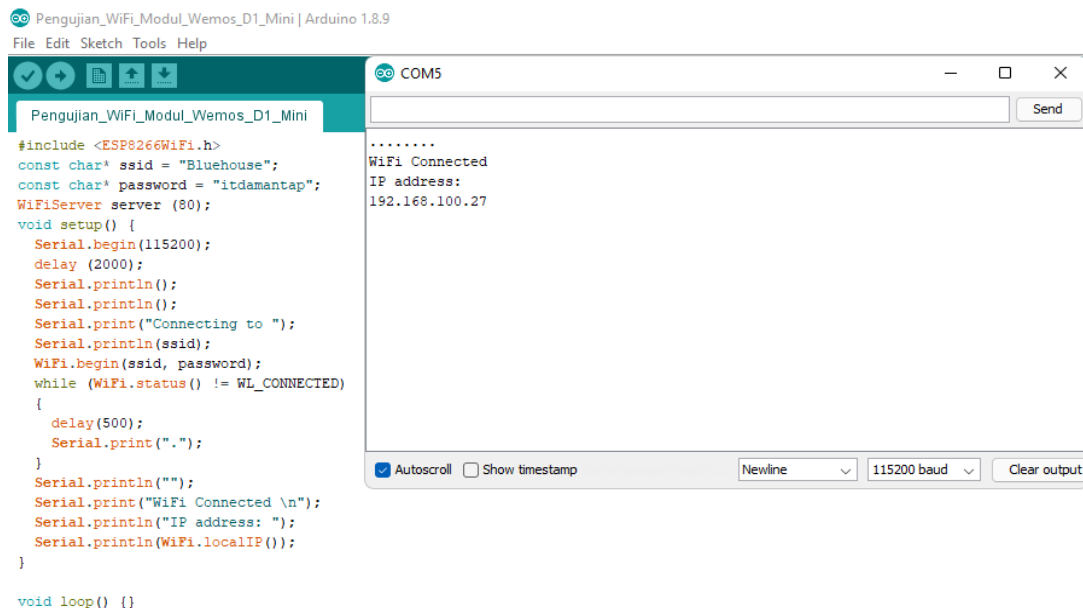 Pengujian_WiFi_Modul_Wemos_D1_Mini | Arduino 1.8.9
File Edit Sketch Tools Help
Pengujian_WiFi_Modul_Wemos_D1_Mini
#include <ESP8266WiFi.h>
const char* ssid = "Bluehouse";
const char* password = "itdamantap";
WiFiServer server (80);
void setup() {
  Serial.begin(115200);
  delay (2000);
  Serial.println();
  Serial.println();
  Serial.print("Connecting to ");
  Serial.println(ssid);
  WiFi.begin(ssid, password);
  while (WiFi.status() != WL_CONNECTED)
  {
    delay(500);
    Serial.print(".");
  }
  Serial.println("");
  Serial.print("WiFi Connected \n");
  Serial.println("IP address: ");
  Serial.println(WiFi.localIP());
}

void loop() {}
COM5
Send
........
WiFi Connected
IP address:
192.168.100.27
Autoscroll Show timestamp Newline 115200 baud Clear output